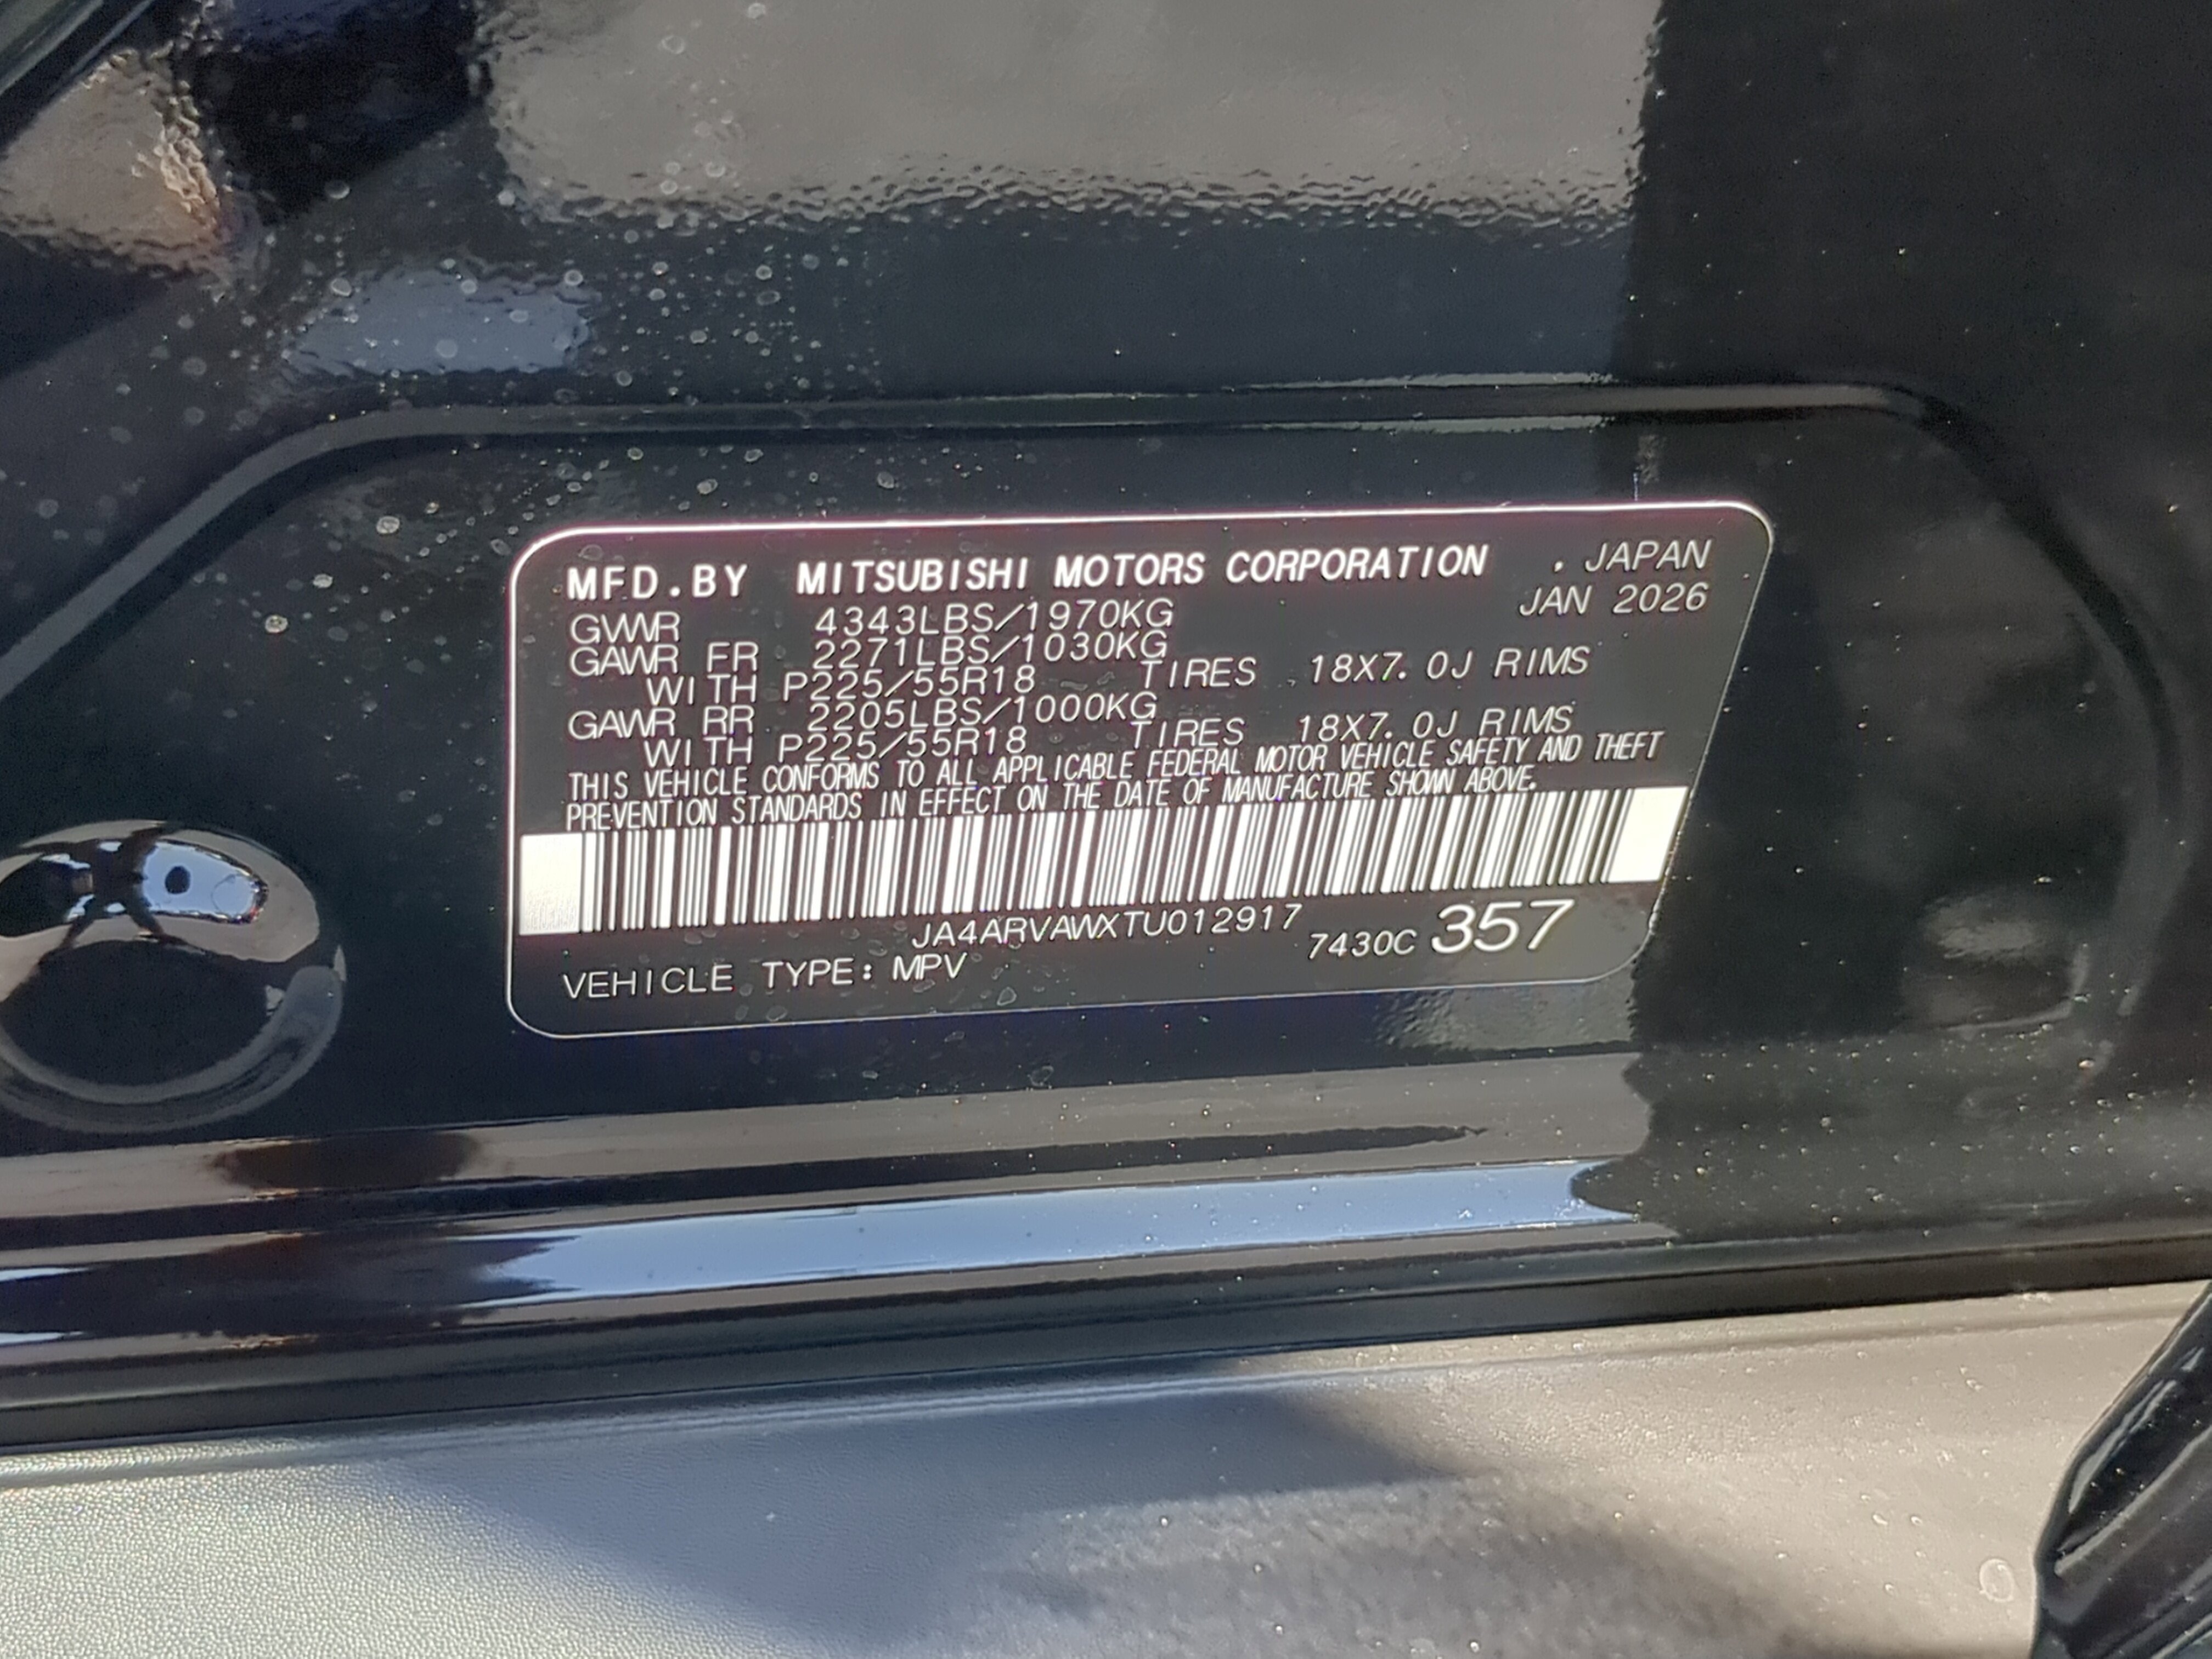 MFD.BY MITSUBISHI MOTORS CORPORATION . JAPAN
JAN 2026
GVWR 4343LBS/1970KG
GAWR FR 2271LBS/1030KG
WITH P225/55R18 TIRES , 18X7.0J RIMS
GAWR RR 2205LBS/1000KG
WITH P225/55R18 TIRES 18X7.0J RIMS
THIS VEHICLE CONFORMS TO ALL APPLICABLE FEDERAL MOTOR VEHICLE SAFETY AND THEFT
PREVENTION STANDARDS IN EFFECT ON THE DATE OF MANUFACTURE SHOWN ABOVE.
JA4ARVAWXTU012917
7430C 357
VEHICLE TYPE: MPV